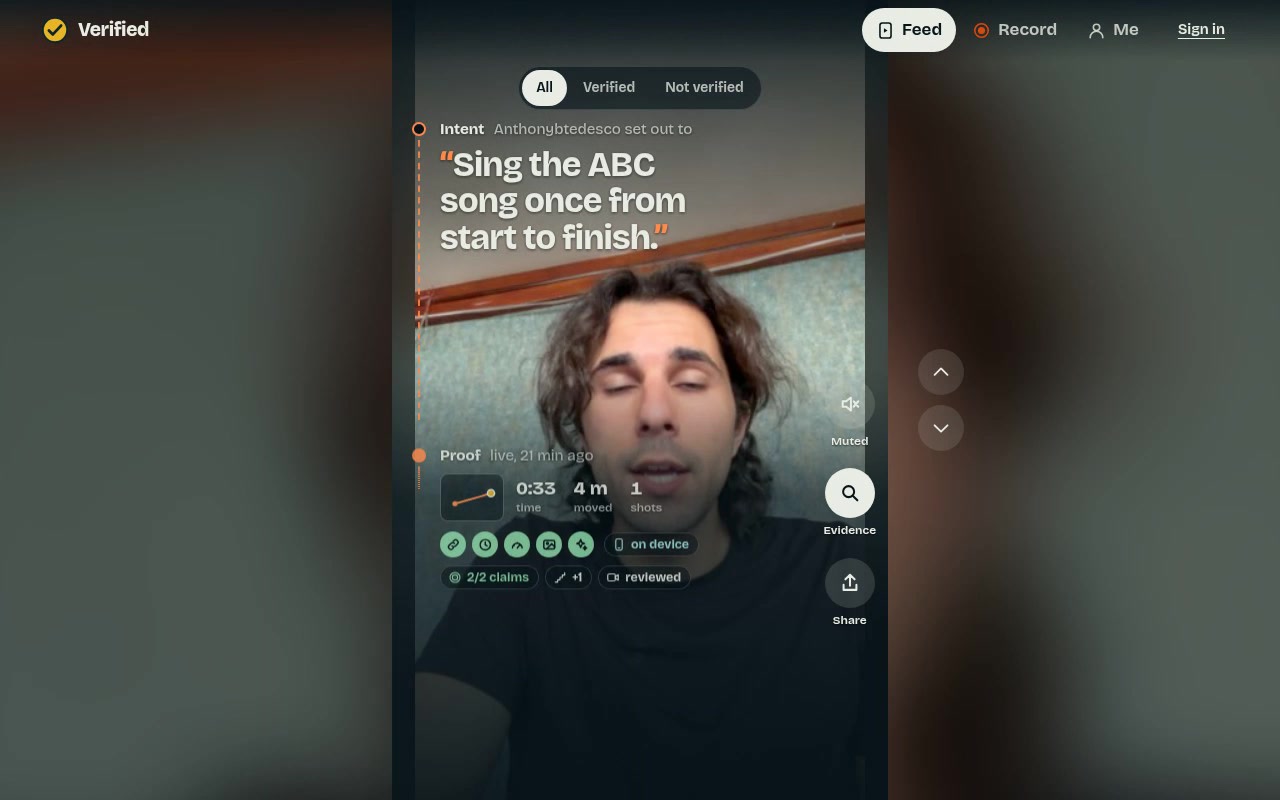 Verified
Feed
Record
Me
Sign in
All
Verified
Not verified
Intent Anthonybtedesco set out to
“Sing the ABC
song once from
start to finish.”
Muted
Proof live, 21 min ago
0:33 4 m 1
time moved shots
Evidence
on device
2/2 claims +1 reviewed
Share